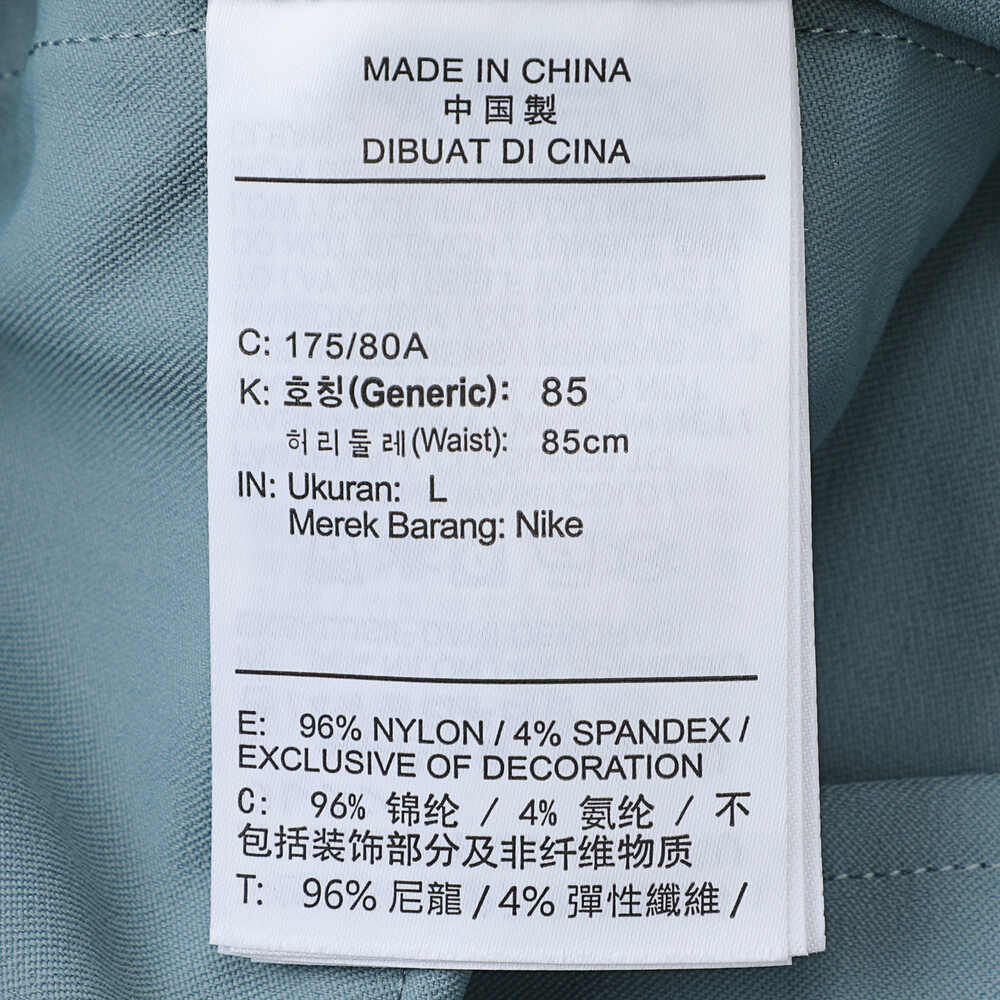 MADE IN CHINA
中国製
DIBUAT DI CINA
C: 175/80A
K: 호칭(Generic): 85
허리둘레(Waist): 85cm
IN: Ukuran: L
Merek Barang: Nike
E: 96% NYLON / 4% SPANDEX /
EXCLUSIVE OF DECORATION
C: 96% 锦纶 / 4% 氨纶 / 不
包括装饰部分及非纤维物质
T: 96% 尼龍 / 4% 彈性纖維 /